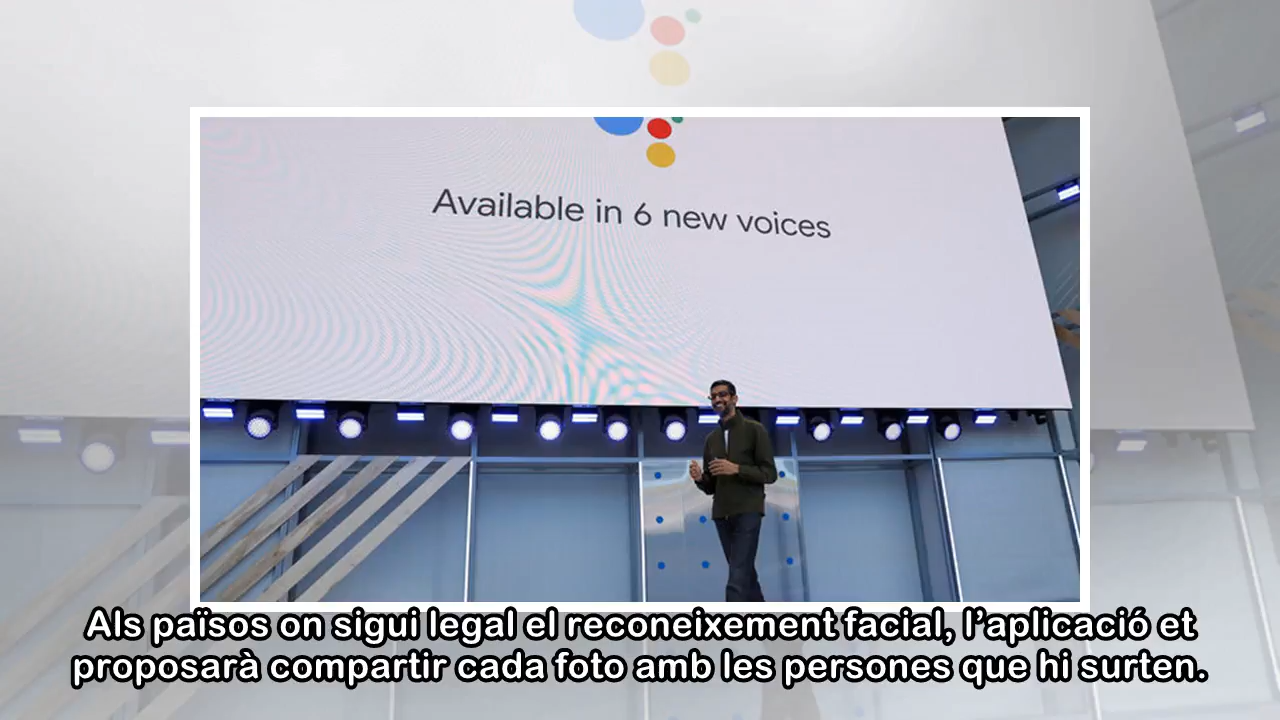 Available in 6 new voices
Als països on sigui legal el reconeixement facial, l’aplicació et
proposarà compartir cada foto amb les persones que hi surten.